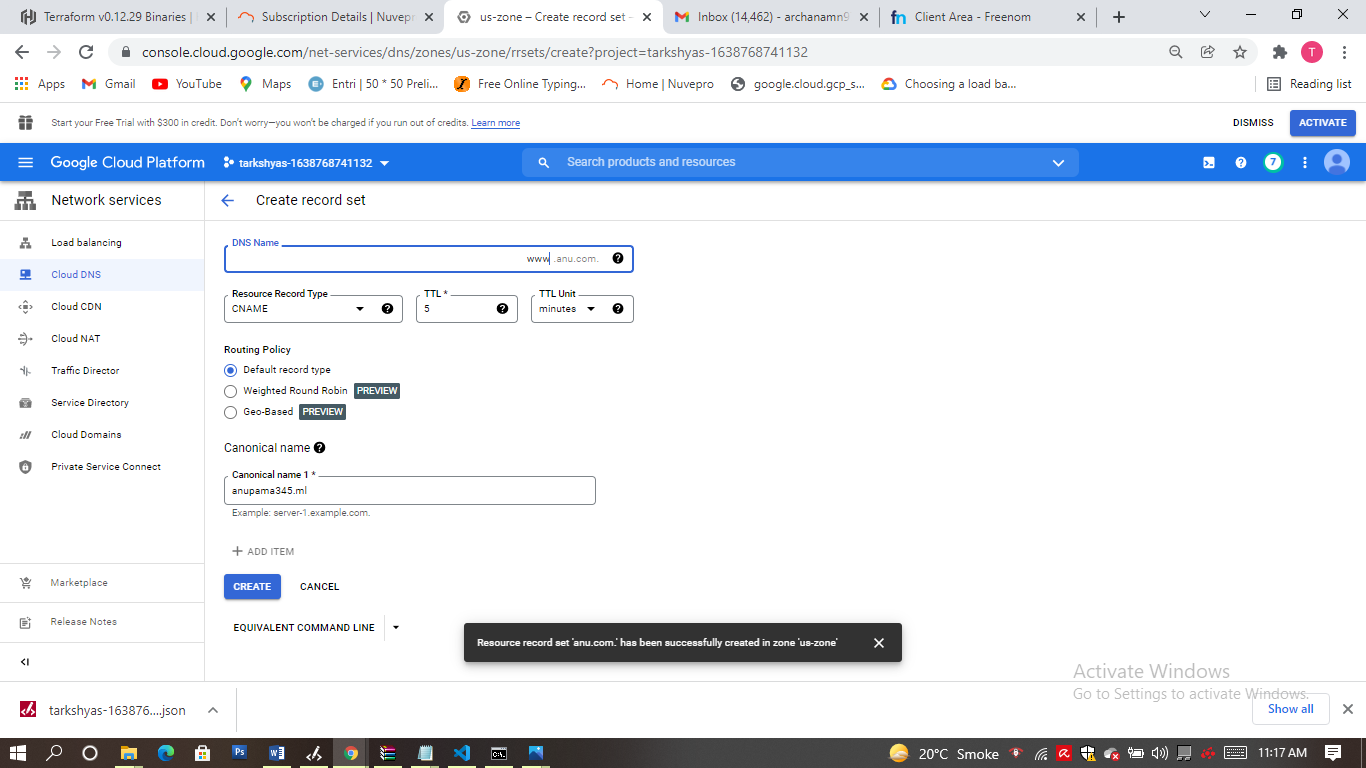 Terraform v0.12.29 Binaries |
Subscription Details | Nuvepr
us-zone – Create record set –
Inbox (14,462) - archanamn9
Client Area - Freenom
console.cloud.google.com/net-services/dns/zones/us-zone/rrsets/create?project=tarkshyas-1638768741132
T
Apps
Gmail
YouTube
Maps
Entri | 50 * 50 Preli...
Free Online Typing...
Home | Nuvepro
google.cloud.gcp_s...
Choosing a load ba...
Reading list
Start your Free Trial with $300 in credit. Don't worry—you won't be charged if you run out of credits. Learn more
DISMISS
ACTIVATE
Google Cloud Platform
tarkshyas-1638768741132
Search products and resources
7
Network services
Create record set
Load balancing
Cloud DNS
Cloud CDN
Cloud NAT
Traffic Director
Service Directory
Cloud Domains
Private Service Connect
Marketplace
Release Notes
DNS Name
www .anu.com.
Resource Record Type
CNAME
TTL *
5
TTL Unit
minutes
Routing Policy
Default record type
Weighted Round Robin PREVIEW
Geo-Based PREVIEW
Canonical name
Canonical name 1 *
anupama345.ml
Example: server-1.example.com.
ADD ITEM
CREATE
CANCEL
EQUIVALENT COMMAND LINE
Resource record set 'anu.com.' has been successfully created in zone 'us-zone'
Activate Windows
Go to Settings to activate Windows.
tarkshyas-163876....json
Show all
20°C Smoke
11:17 AM